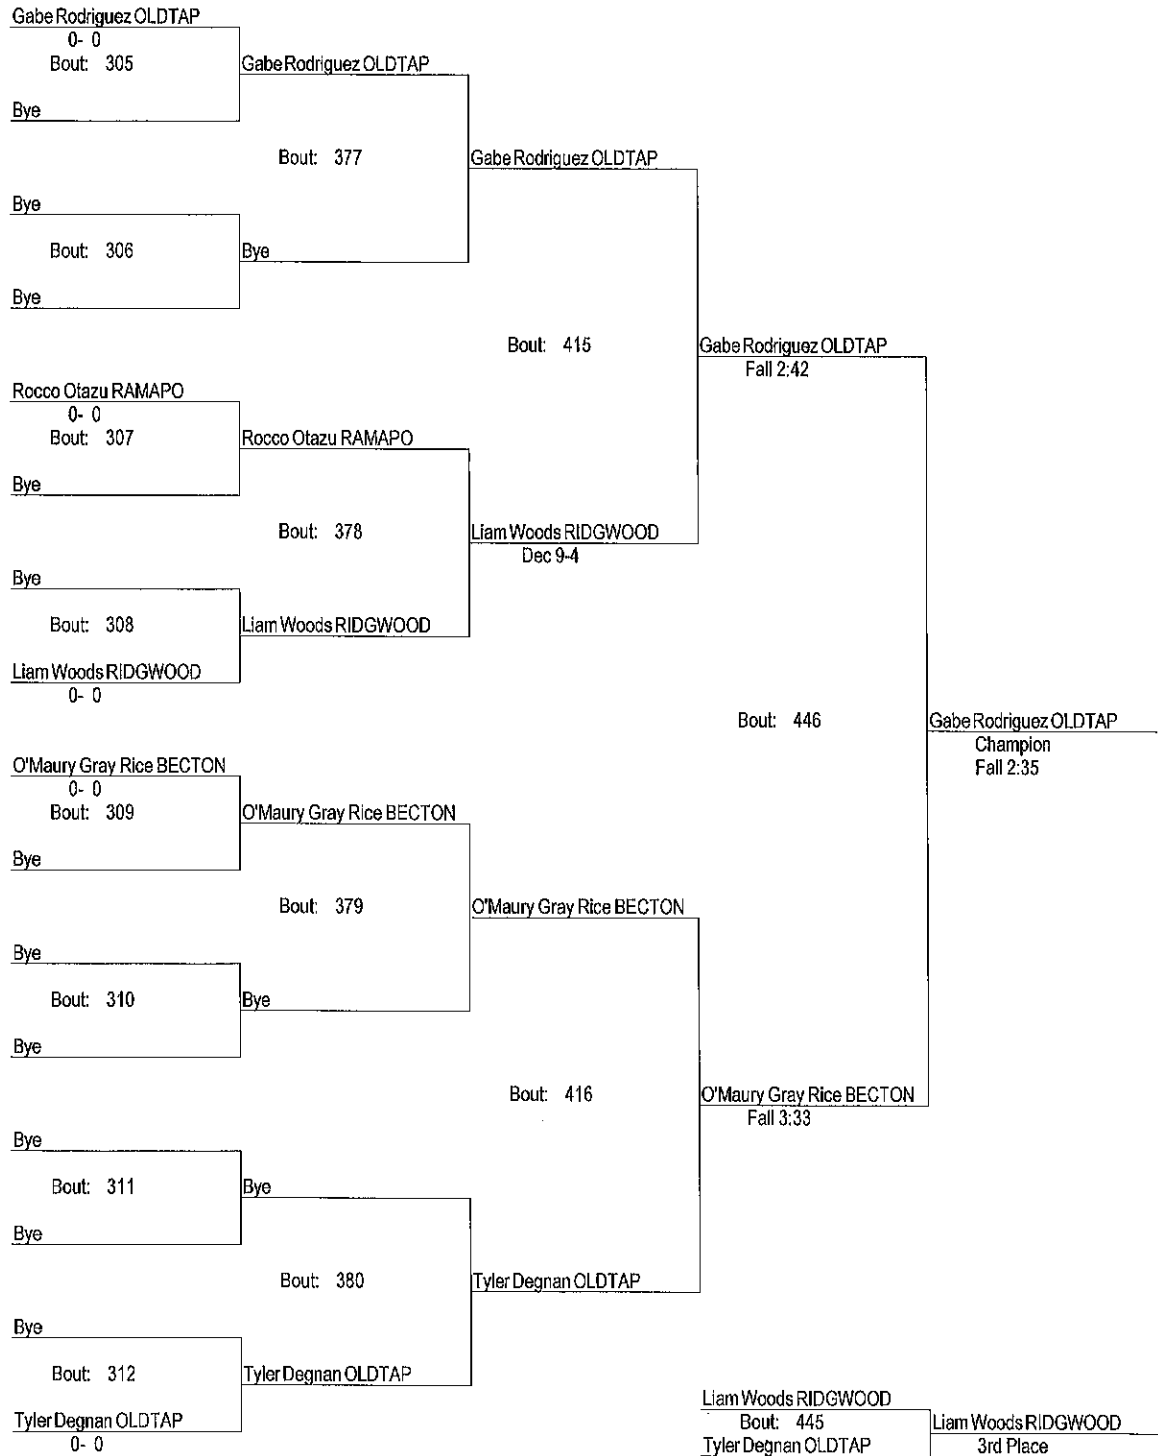 Gabe Rodriguez OLDTAP
0- 0
Bout: 305
Gabe Rodriguez OLDTAP
Bye
Bout: 377
Gabe Rodriguez OLDTAP
Bye
Bout: 306
Bye
Bye
Bout: 415
Gabe Rodriguez OLDTAP
Fall 2:42
Rocco Otazu RAMAPO
0- 0
Bout: 307
Rocco Otazu RAMAPO
Bye
Bout: 378
Liam Woods RIDGWOOD
Dec 9-4
Bye
Bout: 308
Liam Woods RIDGWOOD
Liam Woods RIDGWOOD
0- 0
Bout: 446
Gabe Rodriguez OLDTAP
Champion
Fall 2:35
O'Maury Gray Rice BECTON
0- 0
Bout: 309
O'Maury Gray Rice BECTON
Bye
Bout: 379
O'Maury Gray Rice BECTON
Bye
Bout: 310
Bye
Bye
Bout: 416
O'Maury Gray Rice BECTON
Fall 3:33
Bye
Bout: 311
Bye
Bye
Bout: 380
Tyler Degnan OLDTAP
Bye
Bout: 312
Tyler Degnan OLDTAP
Tyler Degnan OLDTAP
0- 0
Liam Woods RIDGWOOD
Bout: 445
Liam Woods RIDGWOOD
Tyler Degnan OLDTAP
3rd Place